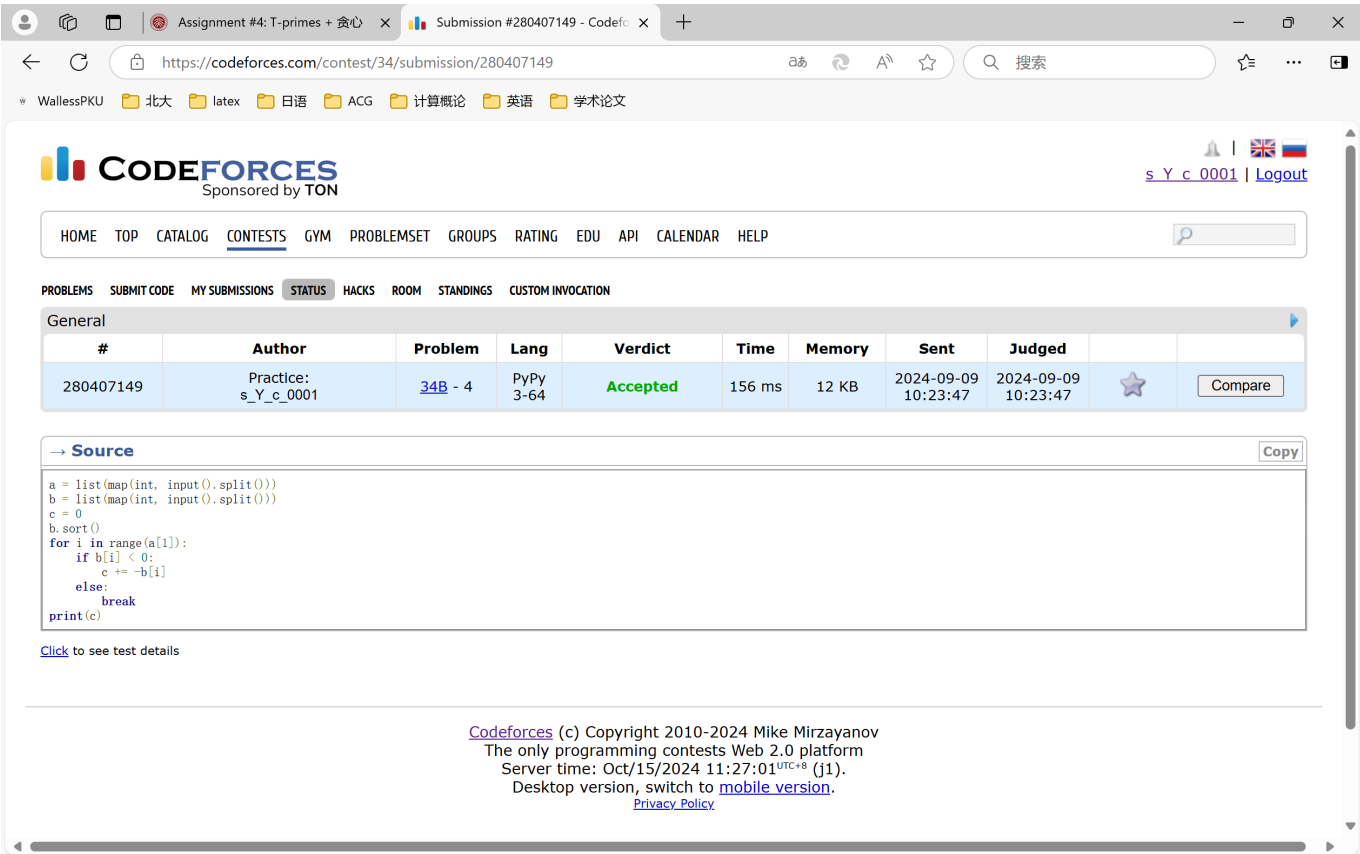 Assignment #4: T-primes + 贪心
Submission #280407149 - Codefo
https://codeforces.com/contest/34/submission/280407149
搜索
WallessPKU 北大 latex 日语 ACG 计算概论 英语 学术论文
CODEFORCES
Sponsored by TON
s_Y_c_0001 | Logout
HOME TOP CATALOG CONTESTS GYM PROBLEMSET GROUPS RATING EDU API CALENDAR HELP
PROBLEMS SUBMIT CODE MY SUBMISSIONS STATUS HACKS ROOM STANDINGS CUSTOM INVOCATION
General
# Author Problem Lang Verdict Time Memory Sent Judged
280407149 Practice: s_Y_c_0001 34B - 4 PyPy 3-64 Accepted 156 ms 12 KB 2024-09-09 10:23:47 2024-09-09 10:23:47 Compare
→ Source
Copy
a = list(map(int, input().split()))
b = list(map(int, input().split()))
c = 0
b.sort()
for i in range(a[1]):
    if b[i] < 0:
        c += -b[i]
    else:
        break
print(c)
Click to see test details
Codeforces (c) Copyright 2010-2024 Mike Mirzayanov
The only programming contests Web 2.0 platform
Server time: Oct/15/2024 11:27:01 UTC+8 (j1).
Desktop version, switch to mobile version.
Privacy Policy